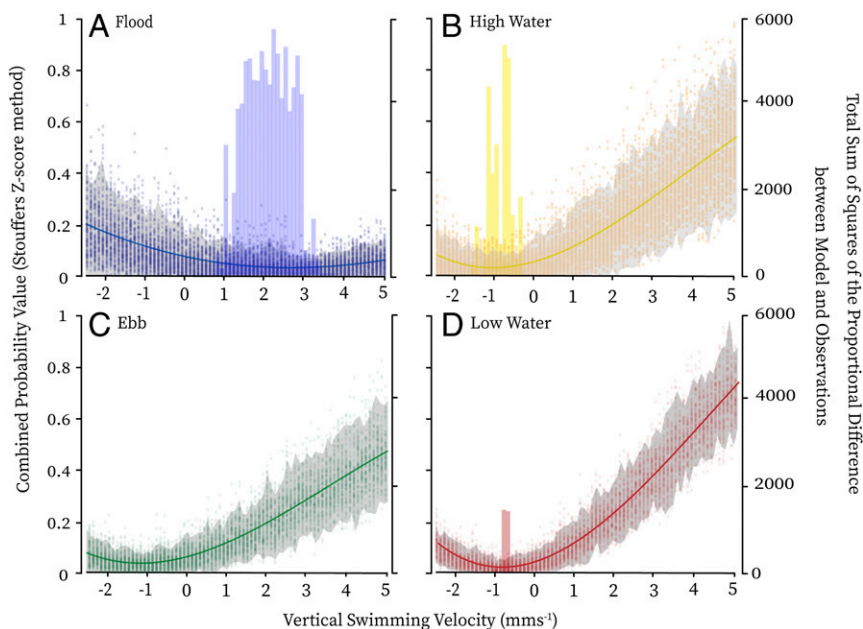 A Flood
B High Water
1
0.8
0.6
0.4
0.2
0
6000
4000
2000
0
-2 -1 0 1 2 3 4 5
-2 -1 0 1 2 3 4 5
C Ebb
D Low Water
1
0.8
0.6
0.4
0.2
0
6000
4000
2000
0
-2 -1 0 1 2 3 4 5
-2 -1 0 1 2 3 4 5
Combined Probability Value (Stouffers Z-score method)
Total Sum of Squares of the Proportional Difference
between Model and Observations
Vertical Swimming Velocity (mms⁻¹)